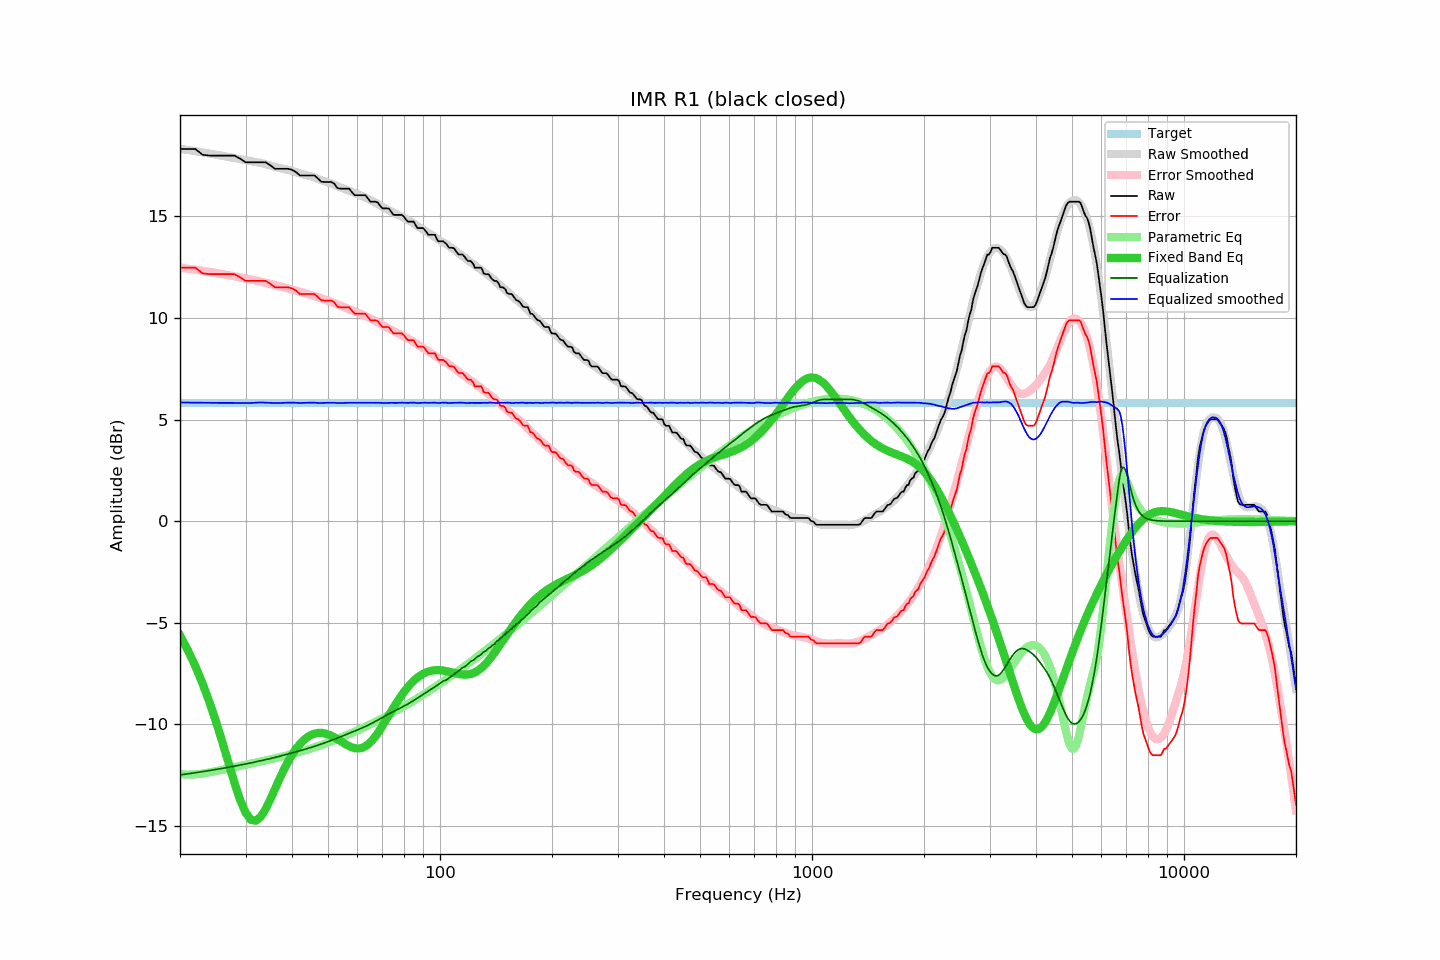 IMR R1 (black closed)
Target
Raw Smoothed
Error Smoothed
Raw
Error
Parametric Eq
Fixed Band Eq
Equalization
Equalized smoothed
15
10
5
0
−5
−10
−15
Amplitude (dBr)
100
1000
10000
Frequency (Hz)